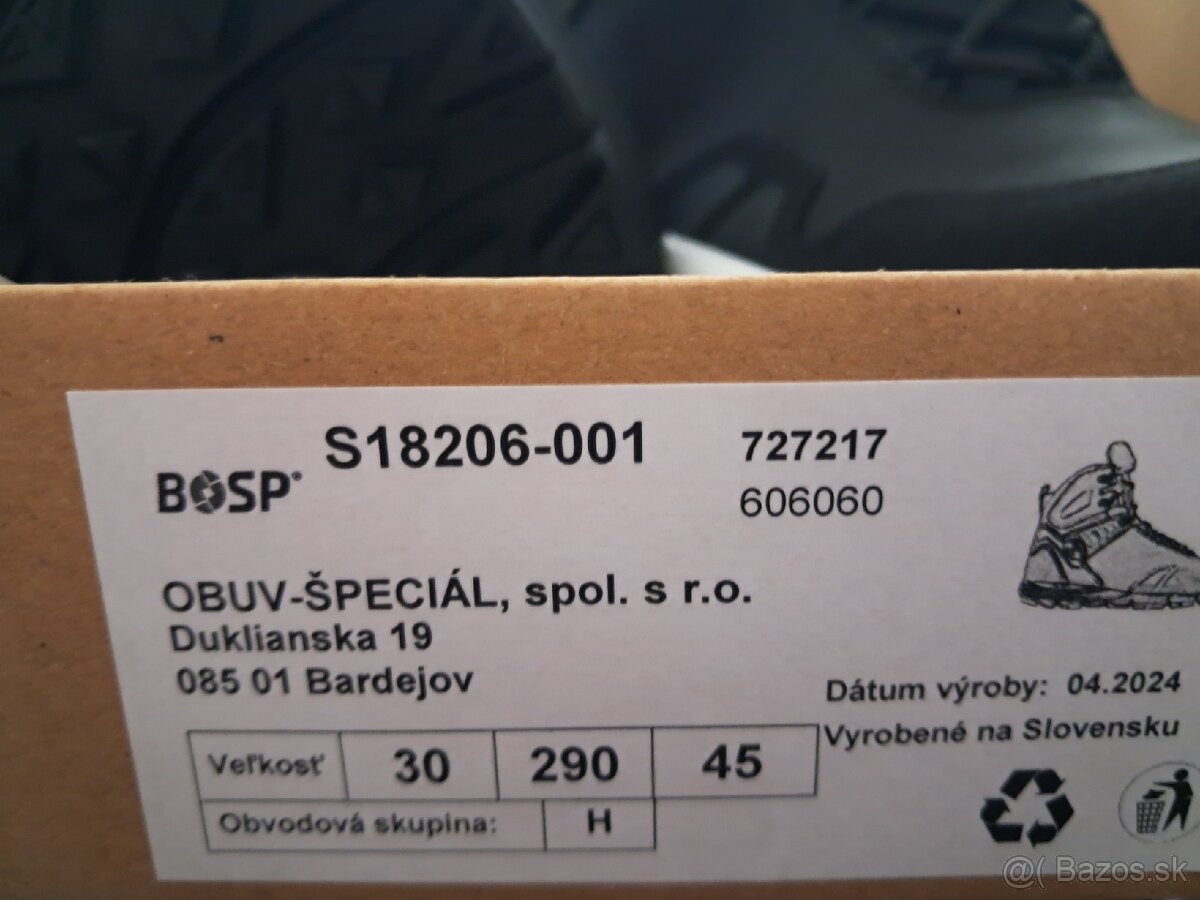 BOSP®
S18206-001
727217
606060
OBUV-ŠPECIÁL, spol. s r.o.
Duklianska 19
085 01 Bardejov
Dátum výroby: 04.2024
Vyrobené na Slovensku
Veľkosť 30 290 45
Obvodová skupina: H
@( Bazos.sk